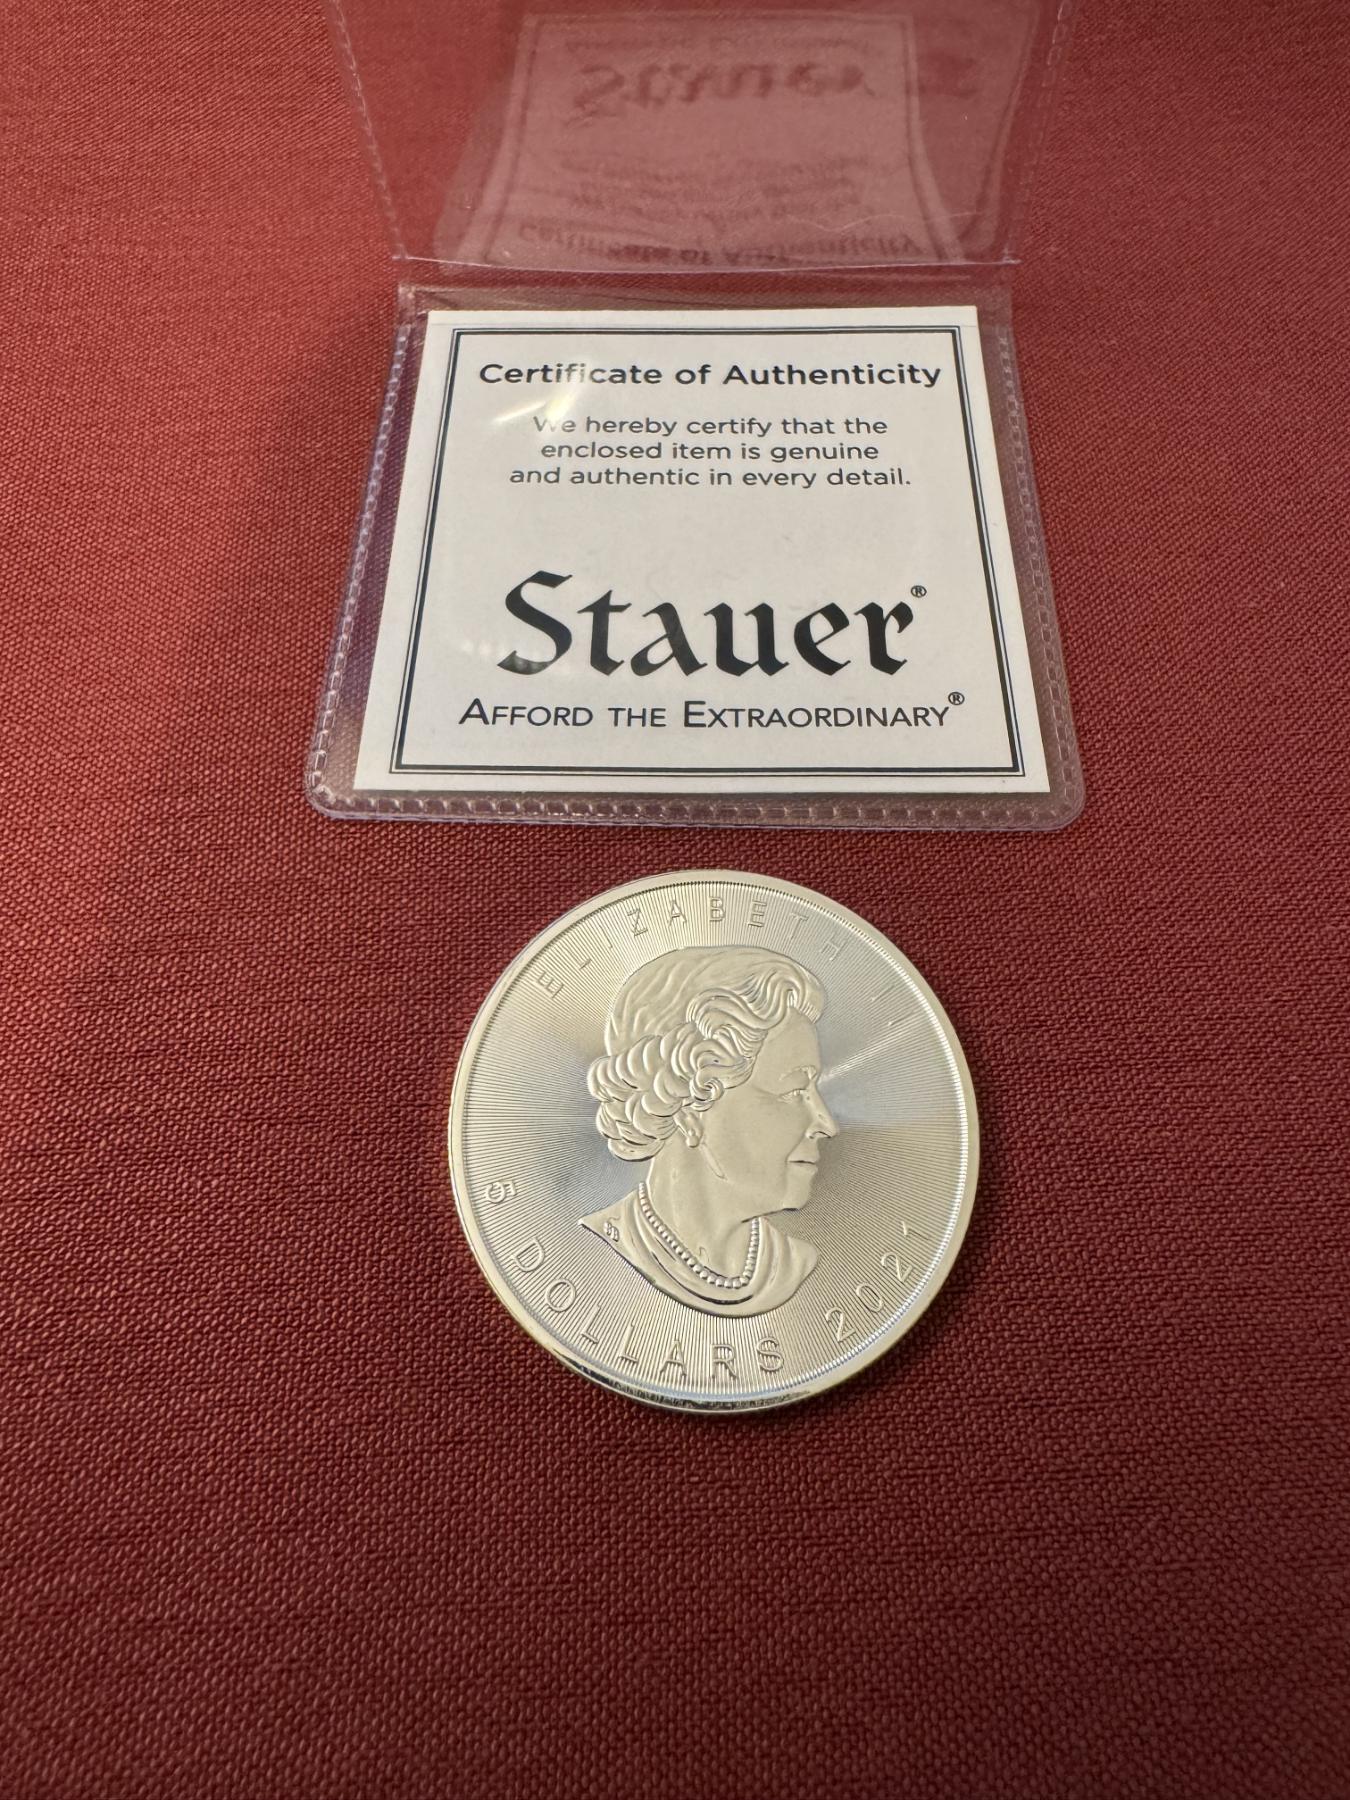 Certificate of Authenticity
We hereby certify that the
enclosed item is genuine
and authentic in every detail.
Stauer®
AFFORD THE EXTRAORDINARY®
ELIZABETH II
5 DOLLARS 2021